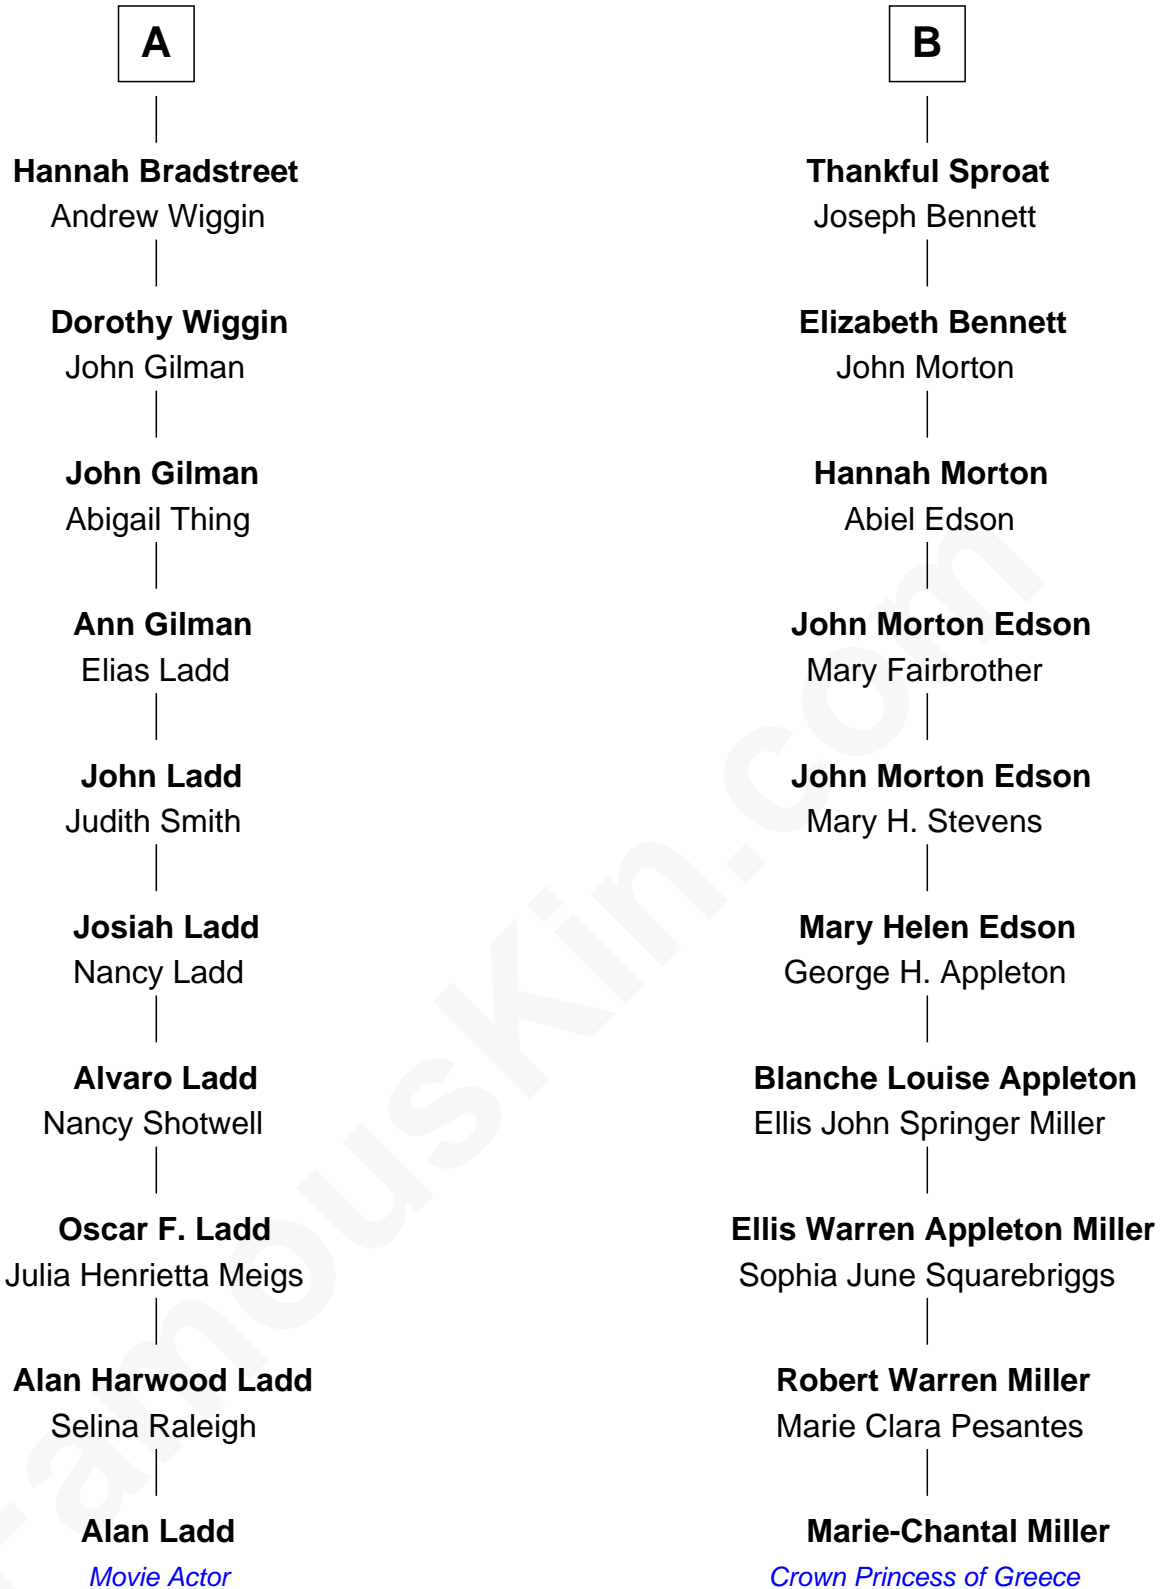 A
Hannah Bradstreet
Andrew Wiggin
Dorothy Wiggin
John Gilman
John Gilman
Abigail Thing
Ann Gilman
Elias Ladd
John Ladd
Judith Smith
Josiah Ladd
Nancy Ladd
Alvaro Ladd
Nancy Shotwell
Oscar F. Ladd
Julia Henrietta Meigs
Alan Harwood Ladd
Selina Raleigh
Alan Ladd
Movie Actor
B
Thankful Sproat
Joseph Bennett
Elizabeth Bennett
John Morton
Hannah Morton
Abiel Edson
John Morton Edson
Mary Fairbrother
John Morton Edson
Mary H. Stevens
Mary Helen Edson
George H. Appleton
Blanche Louise Appleton
Ellis John Springer Miller
Ellis Warren Appleton Miller
Sophia June Squarebriggs
Robert Warren Miller
Marie Clara Pesantes
Marie-Chantal Miller
Crown Princess of Greece
FamousKin.com